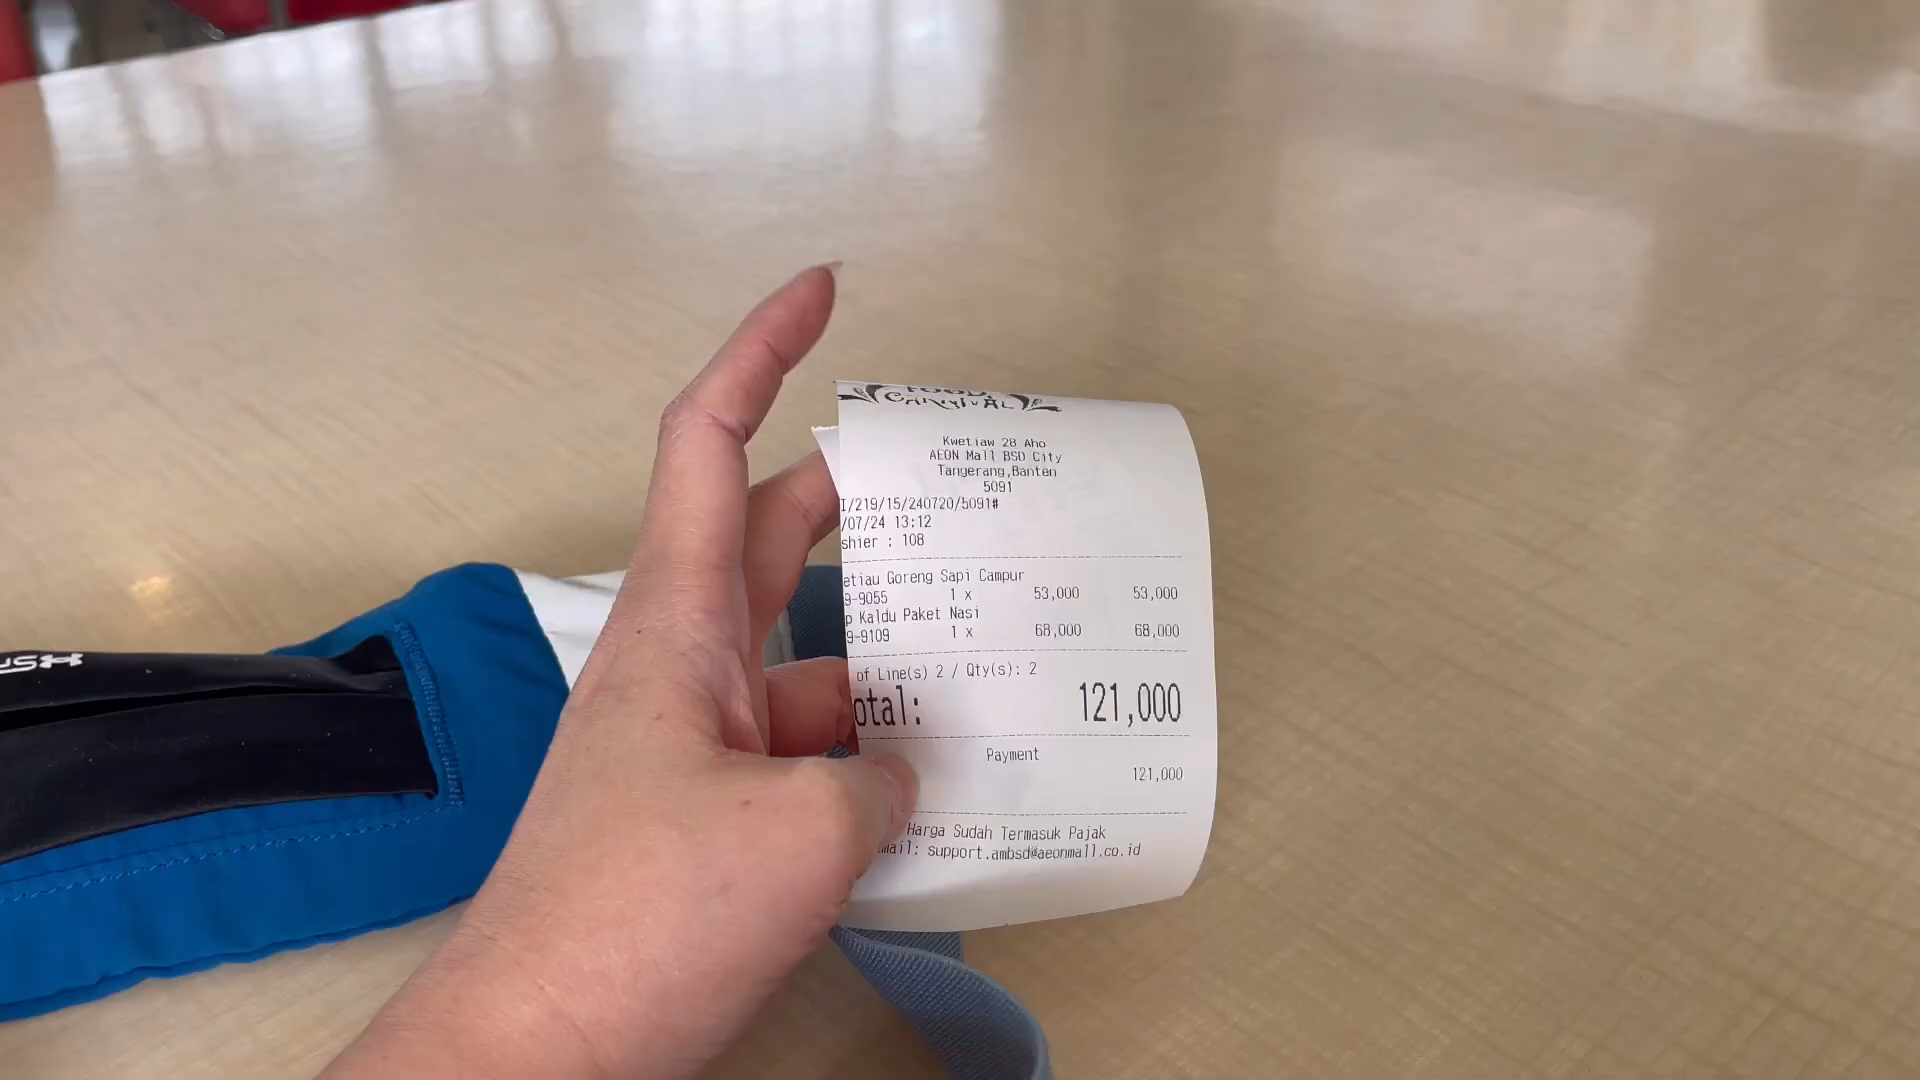 CARNIVAL
Kwetiaw 28 Aho
AEON Mall BSD City
Tangerang,Banten
5091
I/219/15/240720/5091#
/07/24 13:12
shier : 108
etiau Goreng Sapi Campur
9-9055 1 x 53,000 53,000
p Kaldu Paket Nasi
9-9109 1 x 68,000 68,000
of Line(s) 2 / Qty(s): 2
otal: 121,000
Payment
121,000
Harga Sudah Termasuk Pajak
mail: support.ambsd@aeonmall.co.id